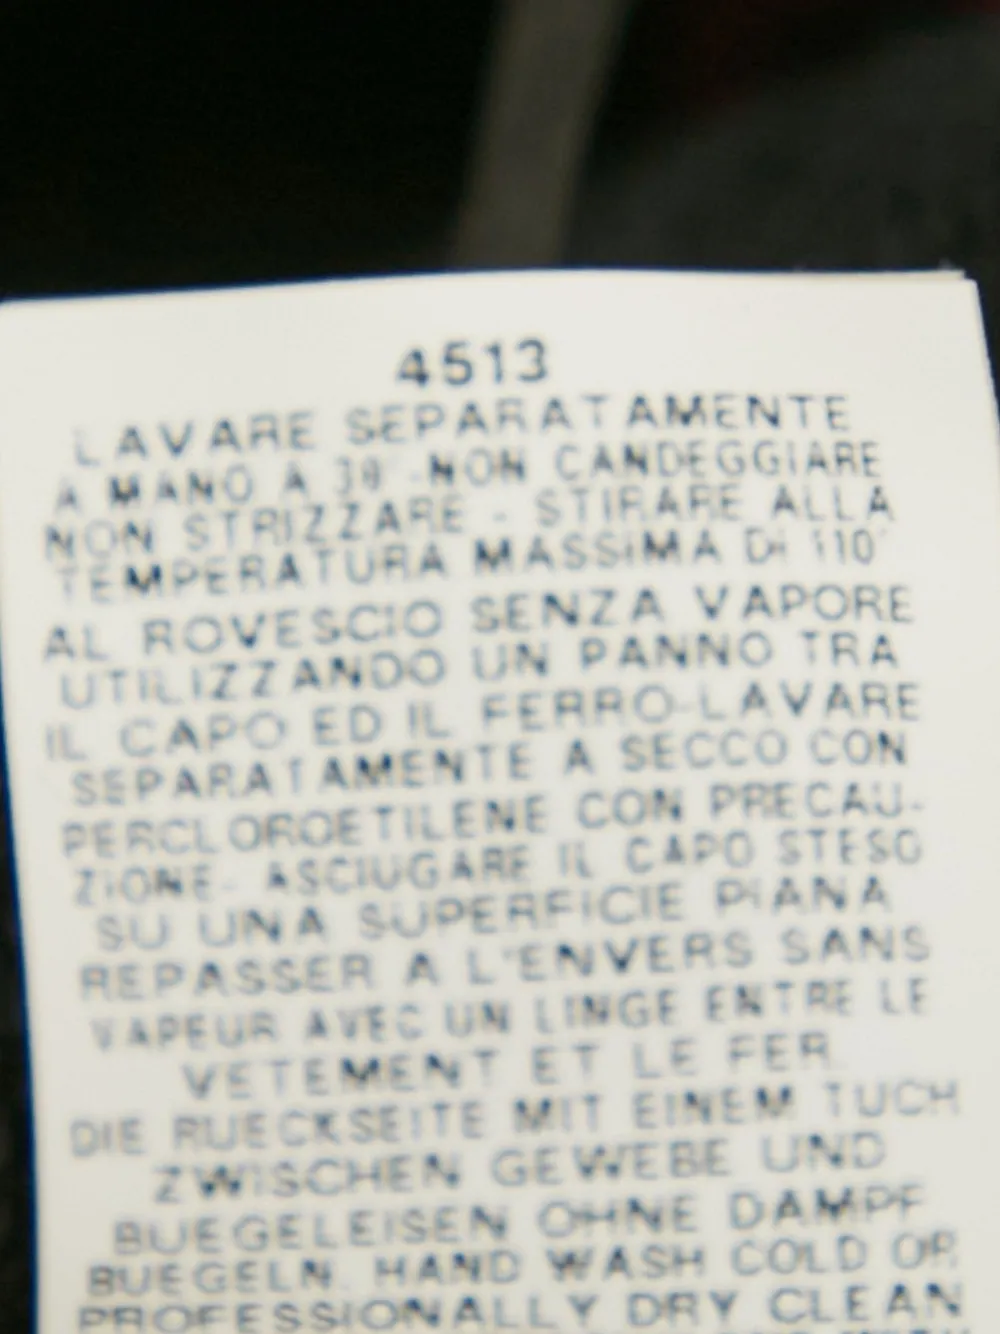 4513
LAVARE SEPARATAMENTE
A MANO A 30° -NON CANDEGGIARE
NON STRIZZARE - STIRARE ALLA
TEMPERATURA MASSIMA DI 110°
AL ROVESCIO SENZA VAPORE
UTILIZZANDO UN PANNO TRA
IL CAPO ED IL FERRO-LAVARE
SEPARATAMENTE A SECCO CON
PERCLOROETILENE CON PRECAU-
ZIONE- ASCIUGARE IL CAPO STESO
SU UNA SUPERFICIE PIANA
REPASSER A L'ENVERS SANS
VAPEUR AVEC UN LINGE ENTRE LE
VETEMENT ET LE FER.
DIE RUECKSEITE MIT EINEM TUCH
ZWISCHEN GEWEBE UND
BUEGELEISEN OHNE DAMPF
BUEGELN. HAND WASH COLD OR
PROFESSIONALLY DRY CLEAN